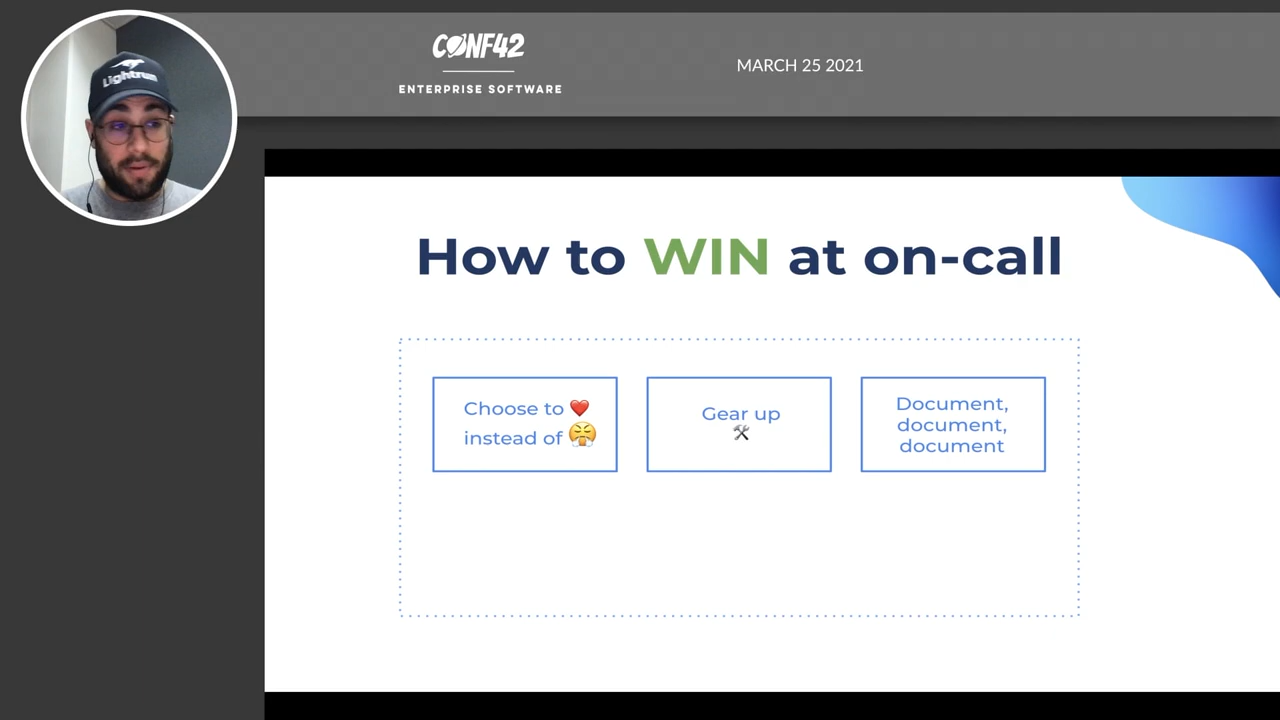 Lightrun
CONF42
ENTERPRISE SOFTWARE
MARCH 25 2021
How to WIN at on-call
Choose to ❤️
instead of 😤
Gear up
🛠
Document,
document,
document